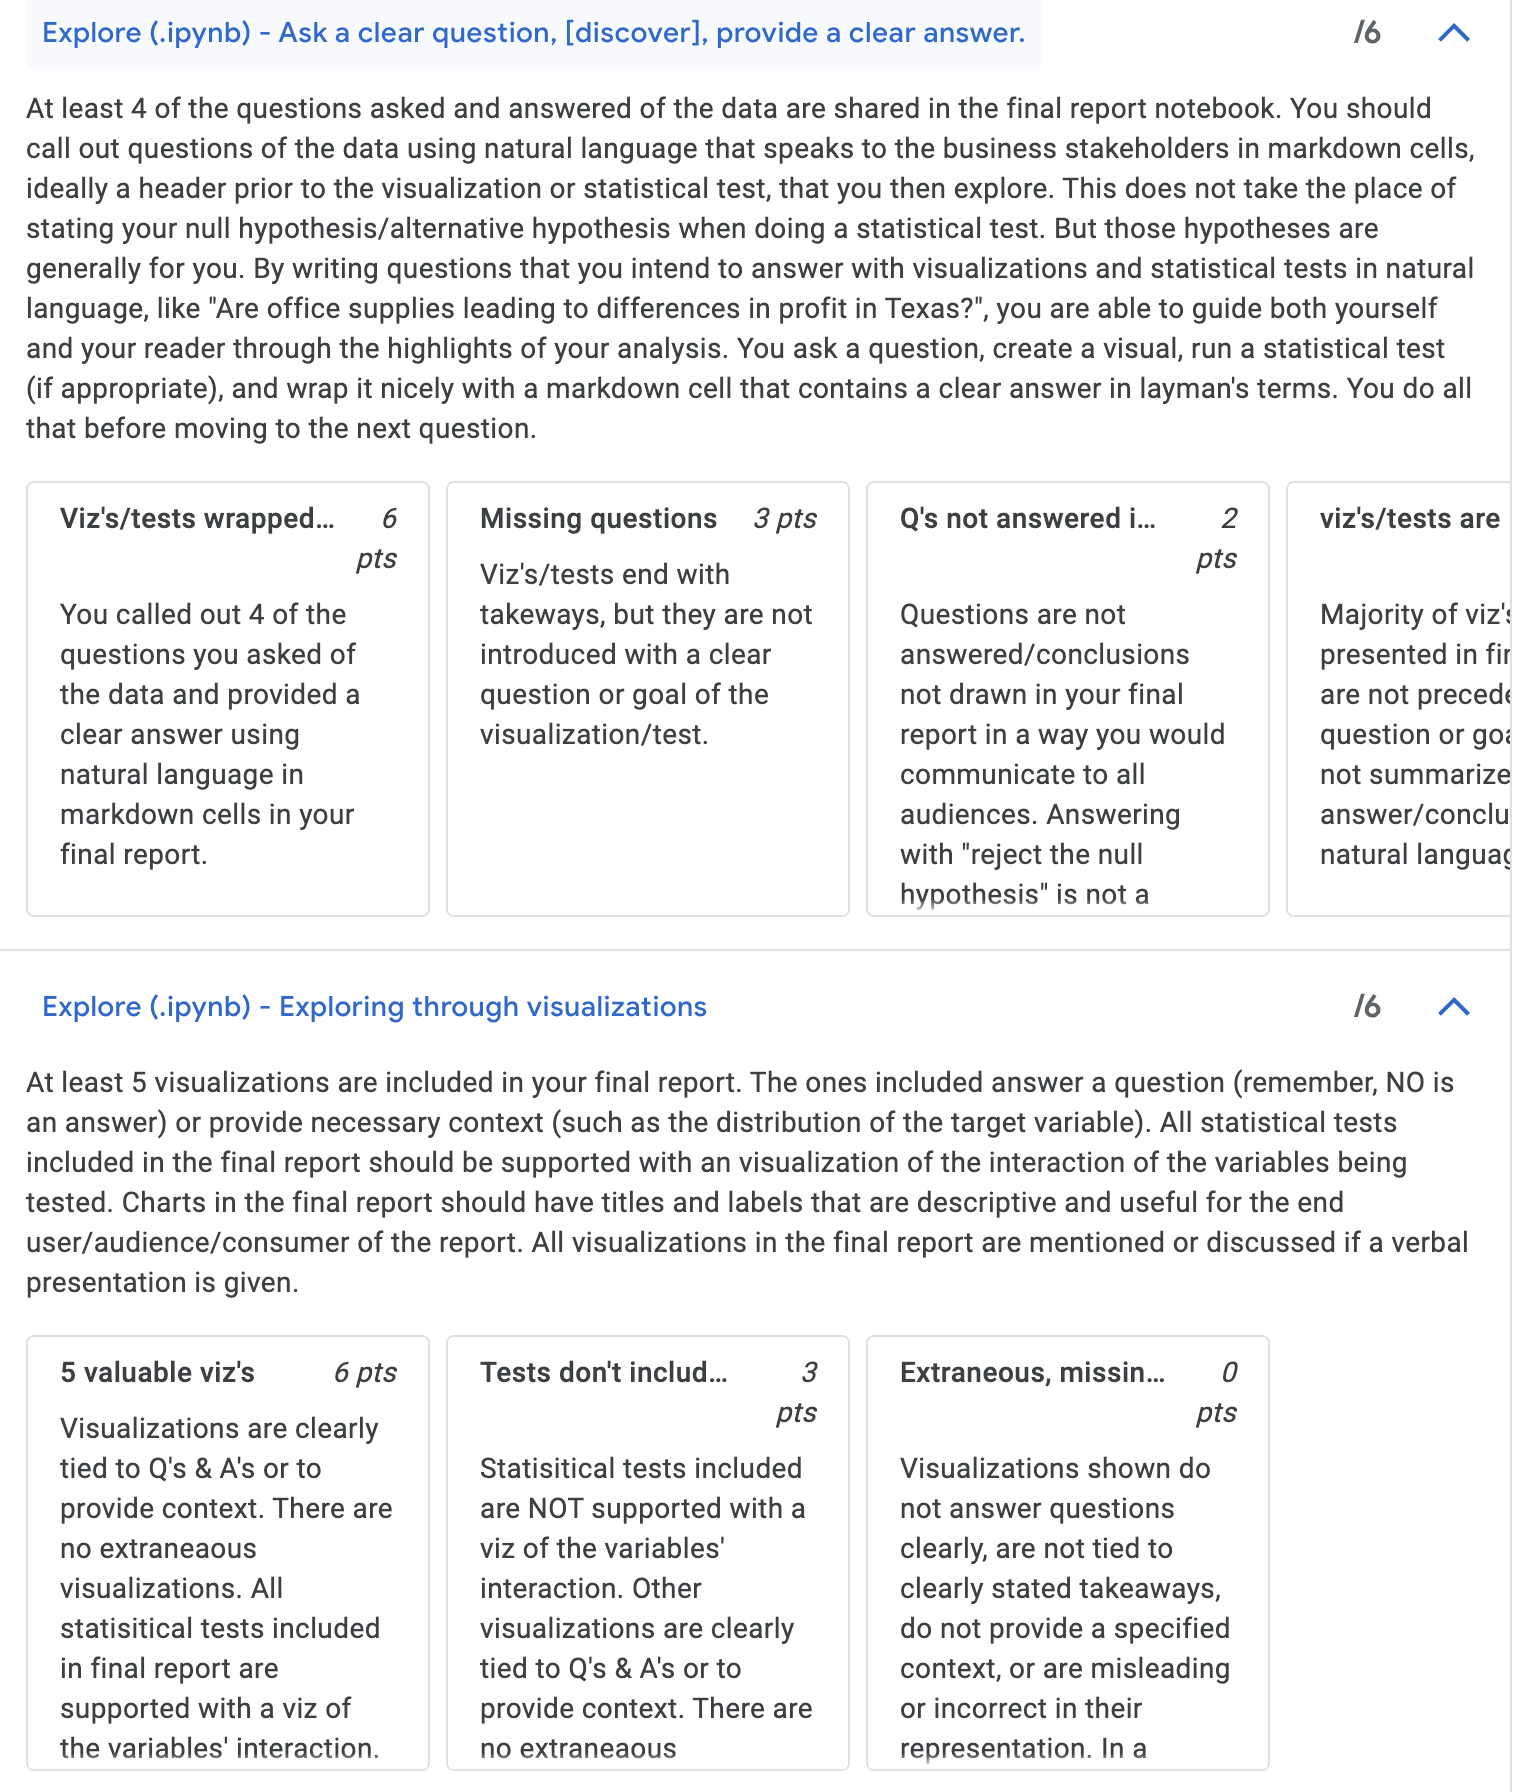 Explore (.ipynb) - Ask a clear question, [discover], provide a clear answer.
/6
At least 4 of the questions asked and answered of the data are shared in the final report notebook. You should
call out questions of the data using natural language that speaks to the business stakeholders in markdown cells,
ideally a header prior to the visualization or statistical test, that you then explore. This does not take the place of
stating your null hypothesis/alternative hypothesis when doing a statistical test. But those hypotheses are
generally for you. By writing questions that you intend to answer with visualizations and statistical tests in natural
language, like "Are office supplies leading to differences in profit in Texas?", you are able to guide both yourself
and your reader through the highlights of your analysis. You ask a question, create a visual, run a statistical test
(if appropriate), and wrap it nicely with a markdown cell that contains a clear answer in layman's terms. You do all
that before moving to the next question.
Viz's/tests wrapped... 6
pts
You called out 4 of the
questions you asked of
the data and provided a
clear answer using
natural language in
markdown cells in your
final report.
Missing questions 3 pts
Viz's/tests end with
takeways, but they are not
introduced with a clear
question or goal of the
visualization/test.
Q's not answered i... 2
pts
Questions are not
answered/conclusions
not drawn in your final
report in a way you would
communicate to all
audiences. Answering
with "reject the null
hypothesis" is not a
viz's/tests are
Majority of
presented in
are not
question or
not
natural
Explore (.ipynb) - Exploring through visualizations
/6
At least 5 visualizations are included in your final report. The ones included answer a question (remember, NO is
an answer) or provide necessary context (such as the distribution of the target variable). All statistical tests
included in the final report should be supported with an visualization of the interaction of the variables being
tested. Charts in the final report should have titles and labels that are descriptive and useful for the end
user/audience/consumer of the report. All visualizations in the final report are mentioned or discussed if a verbal
presentation is given.
5 valuable viz's 6 pts
Visualizations are clearly
tied to Q's & A's or to
provide context. There are
no extraneaous
visualizations. All
statisitical tests included
in final report are
supported with a viz of
the variables' interaction.
Tests don't includ... 3
pts
Statisitical tests included
are NOT supported with a
viz of the variables'
interaction. Other
visualizations are clearly
tied to Q's & A's or to
provide context. There are
no extraneaous
Extraneous, missin... 0
pts
Visualizations shown do
not answer questions
clearly, are not tied to
clearly stated takeaways,
do not provide a specified
context, or are misleading
or incorrect in their
representation. In a